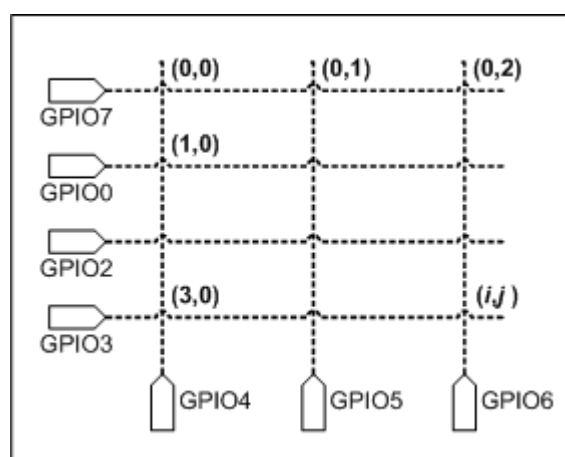 (0,0) (0,1) (0,2)
GPIO7
(1,0)
GPIO0
GPIO2
(3,0) (i,j )
GPIO3
GPIO4 GPIO5 GPIO6